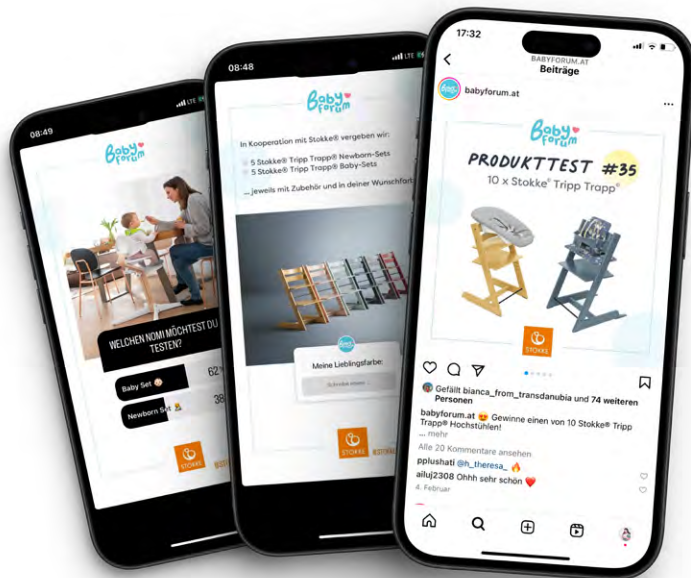 08:49
LTE
Baby
forum
WELCHEN NOMI MÖCHTEST DU
TESTEN?
Baby Set
62%
Newborn Set
38
STOKKE
08:48
LTE
Baby
forum
In Kooperation mit Stokke® vergeben wir:
5 Stokke® Tripp Trapp® Newborn-Sets
5 Stokke® Tripp Trapp® Baby-Sets
...jeweils mit Zubehör und in deiner Wunschfarb
Meine Lieblingsfarbe:
STOKKE
17:32
BABYFORUM.AT
Beiträge
babyforum.at
Baby
forum
PRODUKTTEST #35
10 x Stokke® Tripp Trapp®
STOKKE
Gefällt bianca_from_transdanubia und 74 weiteren
Personen
babyforum.at 😍 Gewinne einen von 10 Stokke® Tripp
Trapp® Hochstühlen!
... mehr
Alle 20 Kommentare ansehen
pplushati @h_theresa_ 🔥
ailuj2308 Ohhh sehr schön ❤️
4. Februar